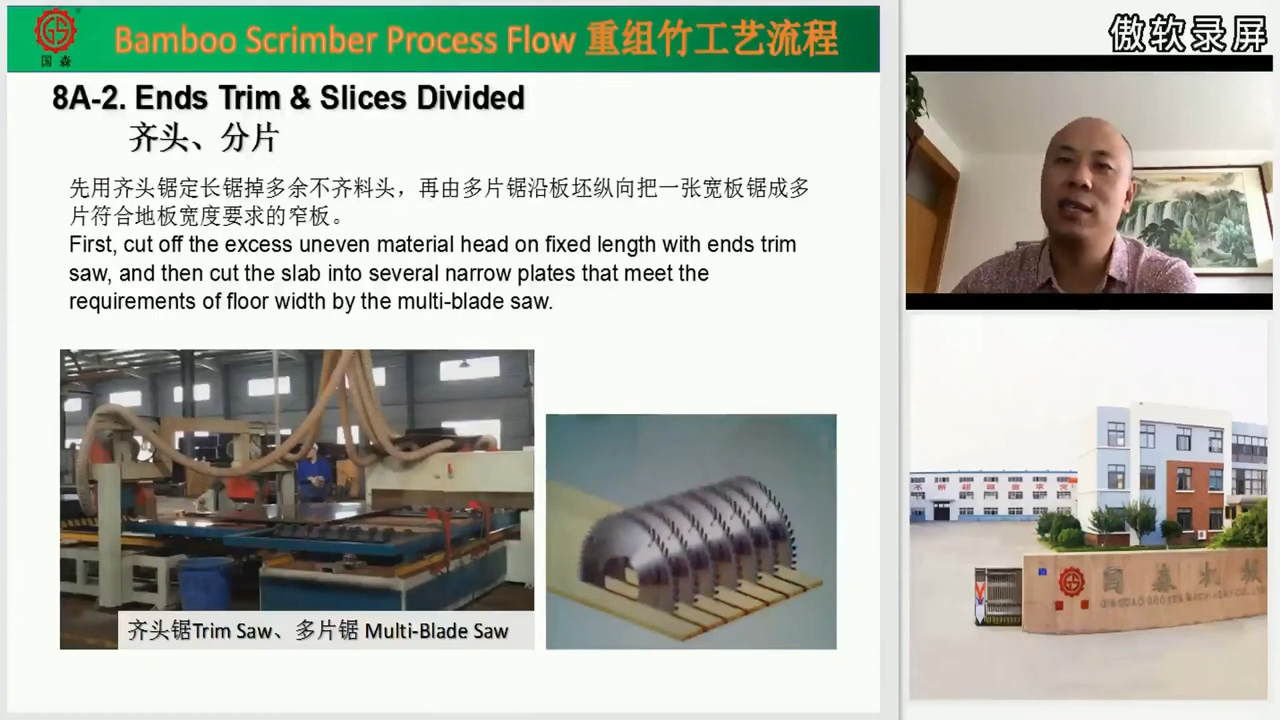 国森
Bamboo Scrimber Process Flow 重组竹工艺流程
傲软录屏
8A-2. Ends Trim & Slices Divided
齐头、分片
先用齐头锯定长锯掉多余不齐料头，再由多片锯沿板坯纵向把一张宽板锯成多
片符合地板宽度要求的窄板。
First, cut off the excess uneven material head on fixed length with ends trim
saw, and then cut the slab into several narrow plates that meet the
requirements of floor width by the multi-blade saw.
齐头锯Trim Saw、多片锯 Multi-Blade Saw
国森机械